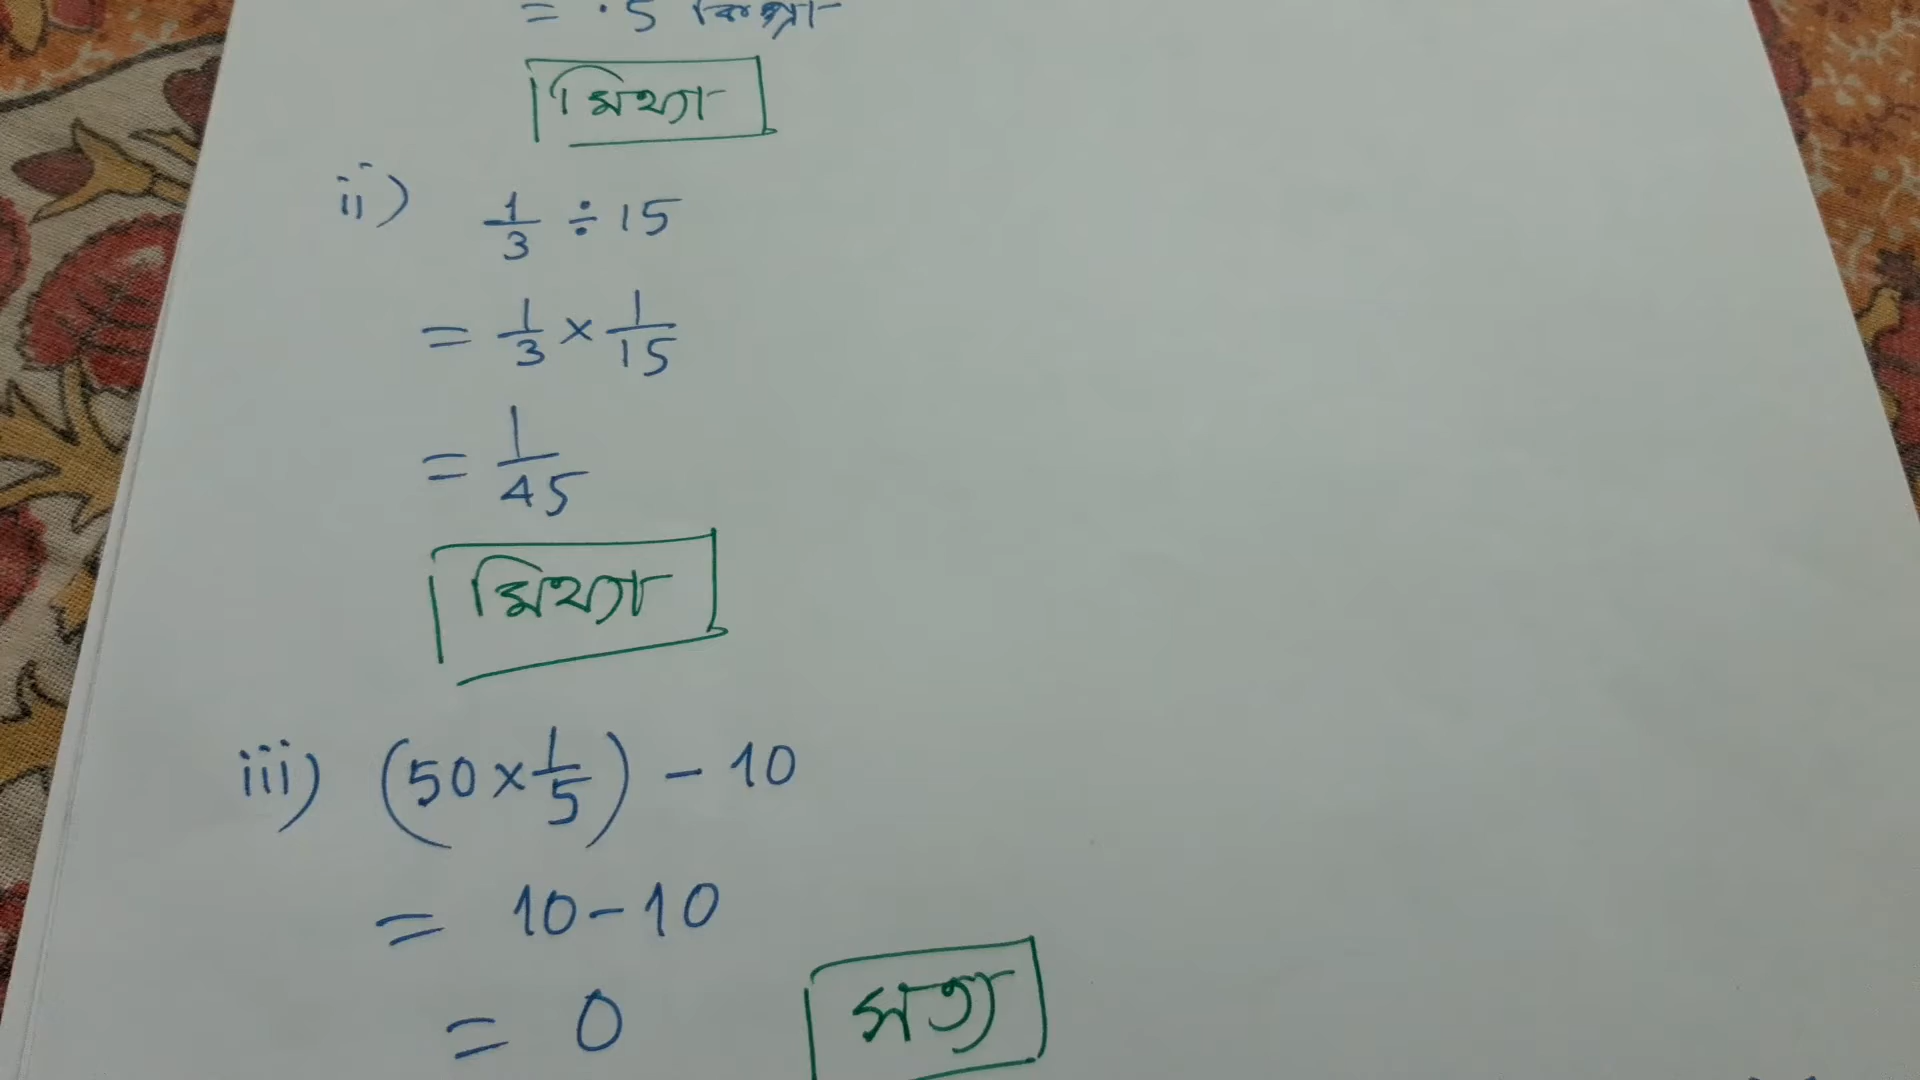 = .5 কিগ্রা
মিথ্যা
ii) 1/3 ÷ 15
= 1/3 × 1/15
= 1/45
মিথ্যা
iii) (50 × 1/5) - 10
= 10 - 10
= 0
সত্য